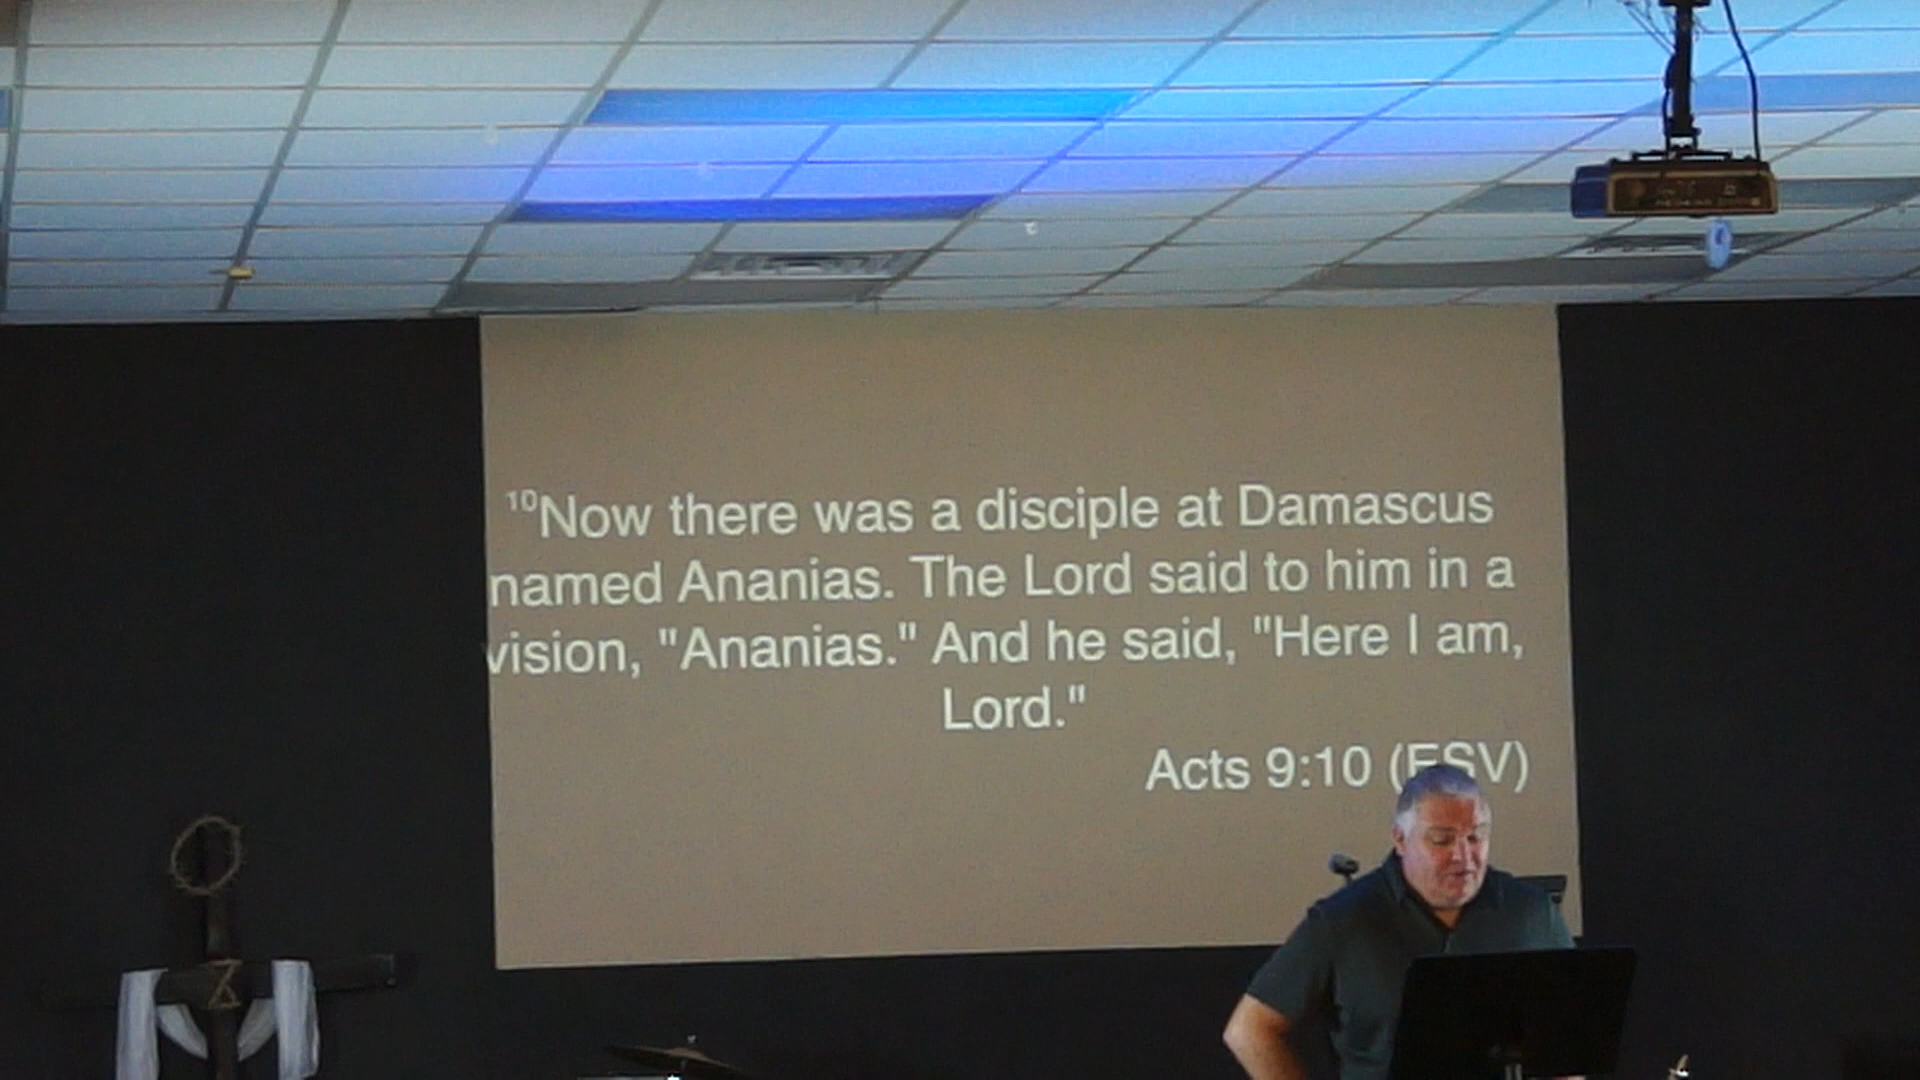 ¹⁰Now there was a disciple at Damascus
named Ananias. The Lord said to him in a
vision, "Ananias." And he said, "Here I am,
Lord."
Acts 9:10 (ESV)